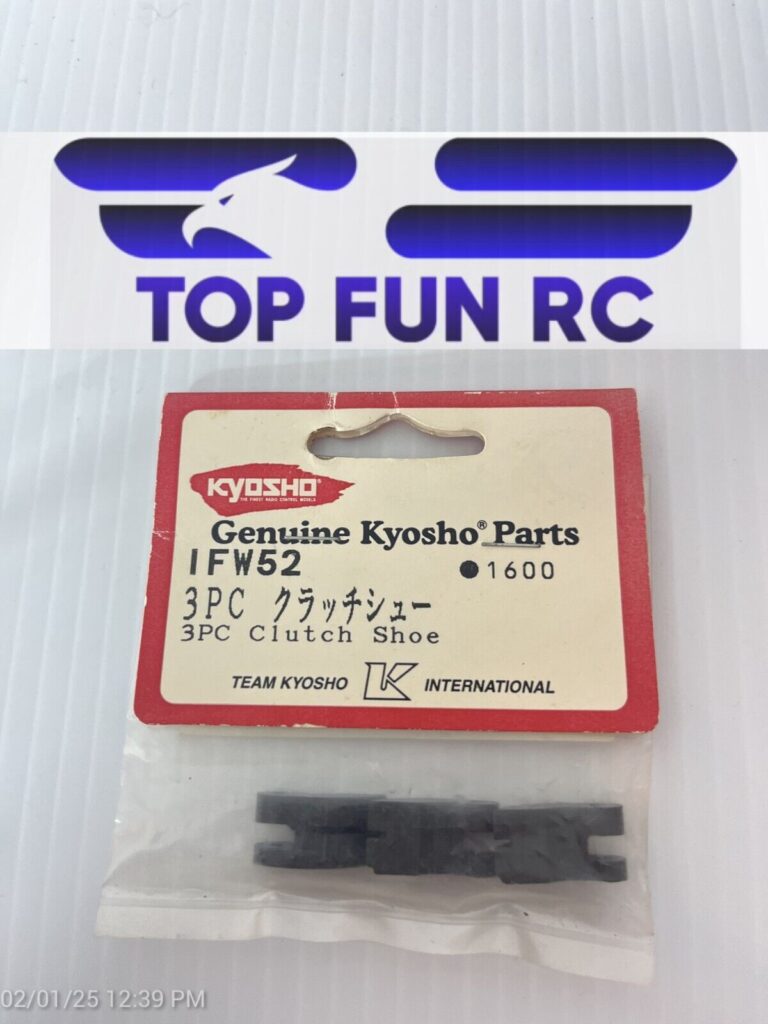 TOP FUN RC
KYOSHO®
THE FINEST RADIO CONTROL MODELS
Genuine Kyosho® Parts
IFW52
●1600
3PC クラッチシュー
3PC Clutch Shoe
TEAM KYOSHO K INTERNATIONAL
02/01/25 12:39 PM